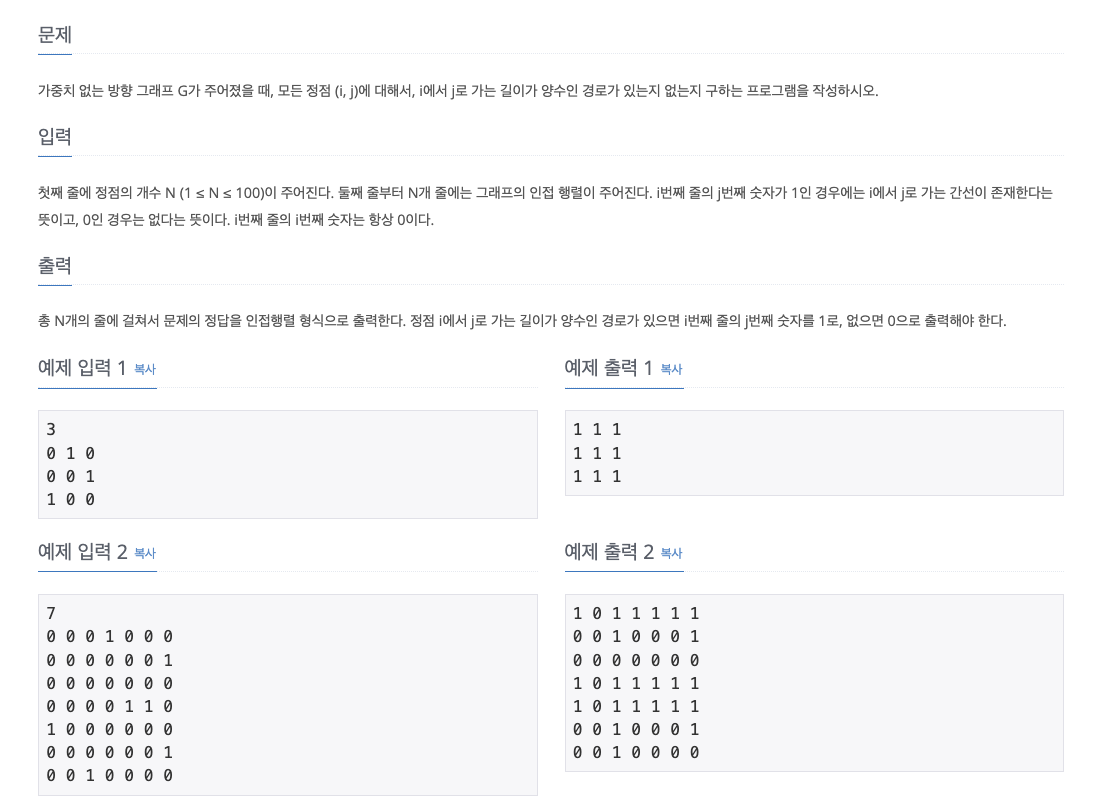 문제
가중치 없는 방향 그래프 G가 주어졌을 때, 모든 정점 (i, j)에 대해서, i에서 j로 가는 길이가 양수인 경로가 있는지 없는지 구하는 프로그램을 작성하시오.
입력
첫째 줄에 정점의 개수 N (1 ≤ N ≤ 100)이 주어진다. 둘째 줄부터 N개 줄에는 그래프의 인접 행렬이 주어진다. i번째 줄의 j번째 숫자가 1인 경우에는 i에서 j로 가는 간선이 존재한다는
뜻이고, 0인 경우는 없다는 뜻이다. i번째 줄의 i번째 숫자는 항상 0이다.
출력
총 N개의 줄에 걸쳐서 문제의 정답을 인접행렬 형식으로 출력한다. 정점 i에서 j로 가는 길이가 양수인 경로가 있으면 i번째 줄의 j번째 숫자를 1로, 없으면 0으로 출력해야 한다.
예제 입력 1 복사
3
0 1 0
0 0 1
1 0 0
예제 출력 1 복사
1 1 1
1 1 1
1 1 1
예제 입력 2 복사
7
0 0 0 1 0 0 0
0 0 0 0 0 0 1
0 0 0 0 0 0 0
0 0 0 0 1 1 0
1 0 0 0 0 0 0
0 0 0 0 0 0 1
0 0 1 0 0 0 0
예제 출력 2 복사
1 0 1 1 1 1 1
0 0 1 0 0 0 1
0 0 0 0 0 0 0
1 0 1 1 1 1 1
1 0 1 1 1 1 1
0 0 1 0 0 0 1
0 0 1 0 0 0 0